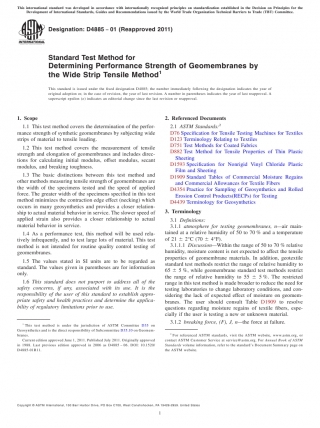 This international standard was developed in accordance with internationally recognized principles on standardization established in the Decision on Principles for the
Development of International Standards, Guides and Recommendations issued by the World Trade Organization Technical Barriers to Trade (TBT) Committee.
Designation: D4885 − 01 (Reapproved 2011)
INTERNATIONAL
Standard Test Method for
Determining Performance Strength of Geomembranes by
the Wide Strip Tensile Method1
This standard is issued under the fixed designation D4885; the number immediately following the designation indicates the year of
original adoption or, in the case of revision, the year of last revision. A number in parentheses indicates the year of last reapproval. A
superscript epsilon (ε) indicates an editorial change since the last revision or reapproval.
1. Scope
1.1 This test method covers the determination of the perfor-
mance strength of synthetic geomembranes by subjecting wide
strips of material to tensile loading.
1.2 This test method covers the measurement of tensile
strength and elongation of geomembranes and includes direc-
tions for calculating initial modulus, offset modulus, secant
modulus, and breaking toughness.
1.3 The basic distinctions between this test method and
other methods measuring tensile strength of geomembranes are
the width of the specimens tested and the speed of applied
force. The greater width of the specimens specified in this test
method minimizes the contraction edge effect (necking) which
occurs in many geosynthetics and provides a closer relation-
ship to actual material behavior in service. The slower speed of
applied strain also provides a closer relationship to actual
material behavior in service.
1.4 As a performance test, this method will be used rela-
tively infrequently, and to test large lots of material. This test
method is not intended for routine quality control testing of
geomembranes.
1.5 The values stated in SI units are to be regarded as
standard. The values given in parentheses are for information
only.
1.6 This standard does not purport to address all of the
safety concerns, if any, associated with its use. It is the
responsibility of the user of this standard to establish appro-
priate safety and health practices and determine the applica-
bility of regulatory limitations prior to use.
1 This test method is under the jurisdiction of ASTM Committee D35 on
Geosynthetics and is the direct responsibility of Subcommittee D35.10 on Geomem-
branes.
Current edition approved June 1, 2011. Published July 2011. Originally approved
in 1988. Last previous edition approved in 2006 as D4885
2. Referenced Documents
2.1 ASTM Standards:2
D76 Specification for Tensile Testing Machines for Textiles
D123 Terminology Relating to Textiles
D751 Test Methods for Coated Fabrics
D882 Test Method for Tensile Properties of Thin Plastic
Sheeting
D1593 Specification for Nonrigid Vinyl Chloride Plastic
Film and Sheeting
D1909 Standard Tables of Commercial Moisture Regains
and Commercial Allowances for Textile Fibers
D4354 Practice for Sampling of Geosynthetics and Rolled
Erosion Control Products(RECPs) for Testing
D4439 Terminology for Geosynthetics
3. Terminology
3.1 Definitions:
3.1.1 atmosphere for testing geomembranes, n—air main-
tained at a relative humidity of 50 to 70 % and a temperature
of 21 ± 2°C (70 ± 4°F).
3.1.1.1 Discussion—Within the range of 50 to 70 % relative
humidity, moisture content is not expected to affect the tensile
properties of geomembrane materials. In addition, geotextile
standard test methods restrict the range of relative humidity to
65 ± 5 %, while geomembrane standard test methods restrict
the range of relative humidity to 55 ± 5 %. The restricted
range in this test method is made broader to reduce the need for
testing laboratories to change laboratory conditions, and con-
sidering the lack of expected effect of moisture on geomem-
branes. The user should consult Table D1909 to resolve
questions regarding moisture regains of textile fibers, espe-
cially if the user is testing a new or unknown material.
3.1.2 breaking force, (F), J, n—the force at failure.
2 For referenced ASTM standards, visit the ASTM website, www.astm.org, or
contact ASTM Customer Service at service@astm.org. For Annual Book of ASTM
Standards volume information, refer to the standard's Document Summary page on
the ASTM website.
Copyright © ASTM International, 100 Barr Harbor Drive, PO Box C700, West Conshohocken, PA 19428-2959. United States
1